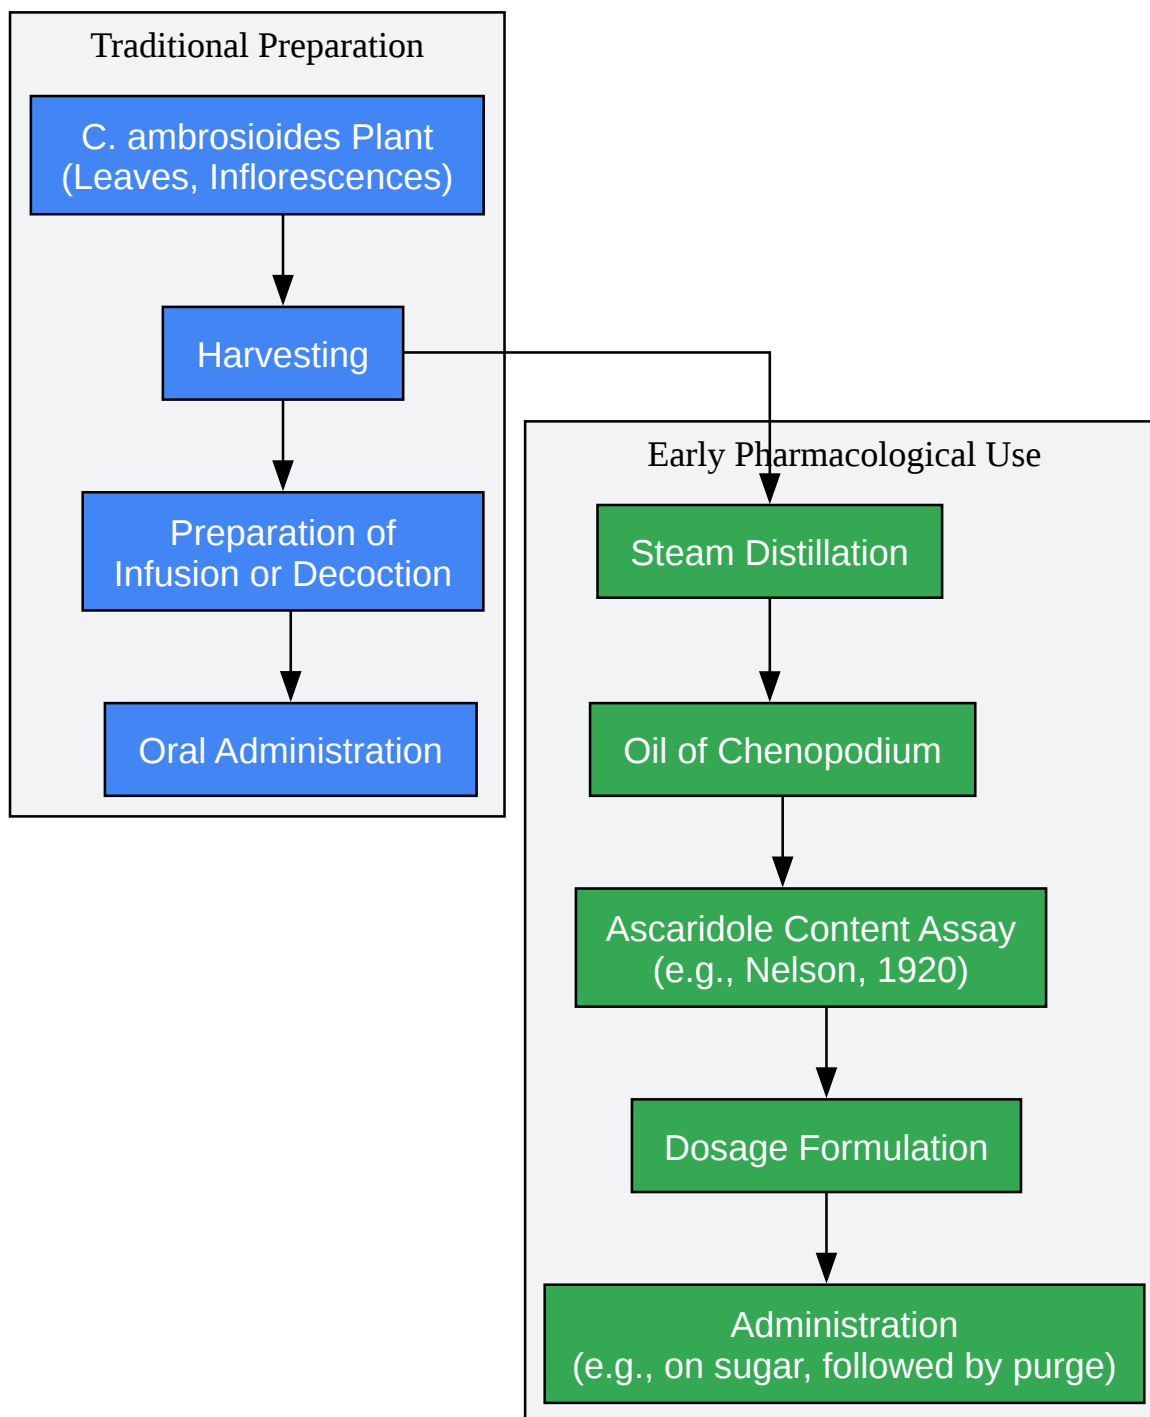 Traditional Preparation
C. ambrosioides Plant
(Leaves, Inflorescences)
Harvesting
Preparation of
Infusion or Decoction
Oral Administration
Early Pharmacological Use
Steam Distillation
Oil of Chenopodium
Ascaridole Content Assay
(e.g., Nelson, 1920)
Dosage Formulation
Administration
(e.g., on sugar, followed by purge)